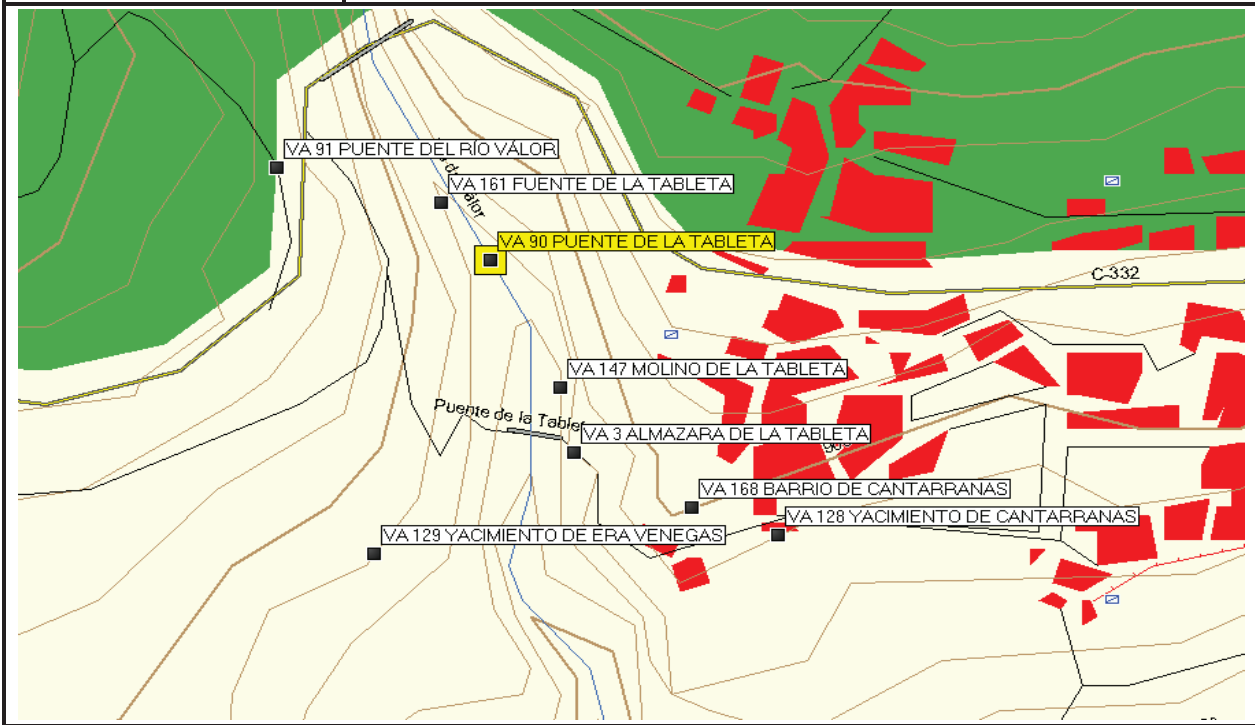 VA 91 PUENTE DEL RÍO VÁLOR
VA 161 FUENTE DE LA TABLETA
VA 90 PUENTE DE LA TABLETA
C-332
VA 147 MOLINO DE LA TABLETA
Puente de la Tablet
VA 3 ALMAZARA DE LA TABLETA
VA 168 BARRIO DE CANTARRANAS
VA 128 YACIMIENTO DE CANTARRANAS
VA 129 YACIMIENTO DE ERA VENEGAS